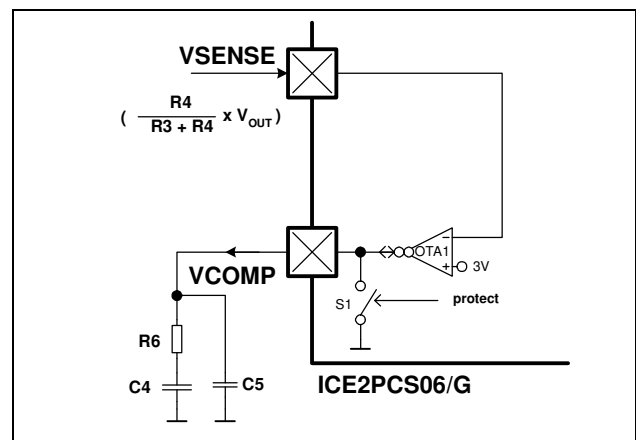 VSENSE
( R4
R3 + R4 x VOUT )
OTA1
-
+ 3V
VCOMP
S1
protect
R6
C4
C5
ICE2PCS06/G